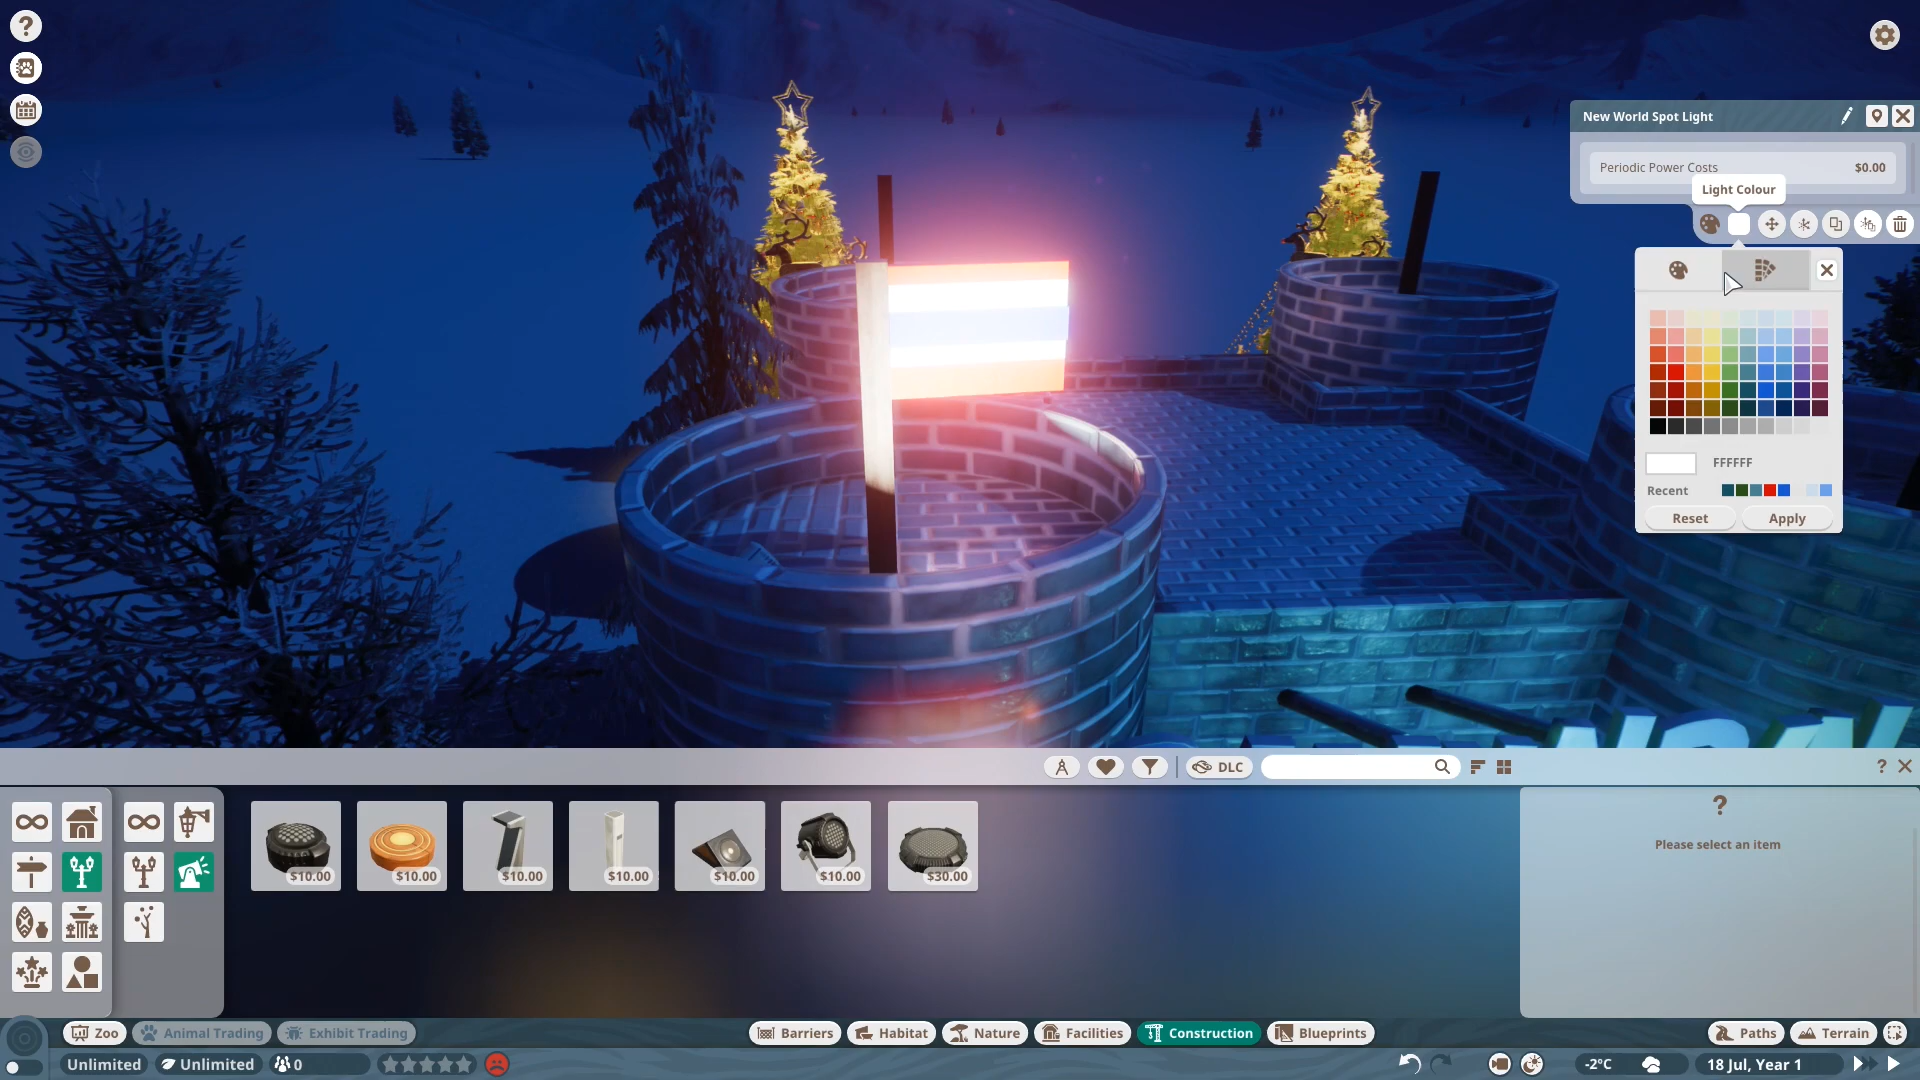 New World Spot Light
Periodic Power Costs $0.00
Light Colour
FFFFFF
Recent
Reset Apply
DLC
?
Please select an item
$10.00 $10.00 $10.00 $10.00 $10.00 $10.00 $30.00
Zoo Animal Trading Exhibit Trading Barriers Habitat Nature Facilities Construction Blueprints Paths Terrain
Unlimited Unlimited 0 -2°C 18 Jul, Year 1